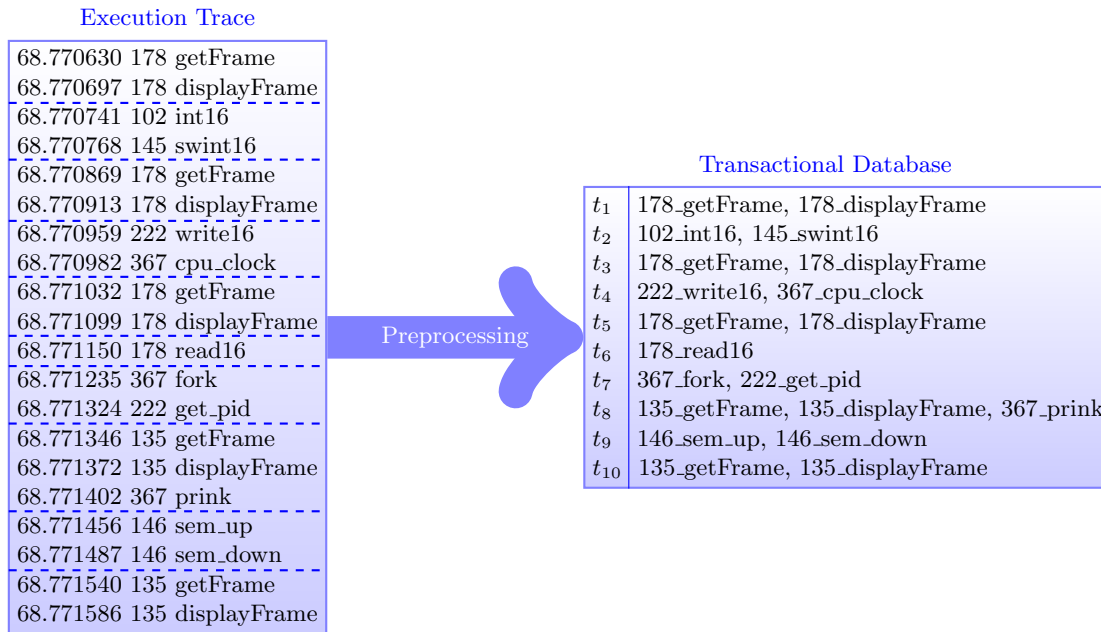 Execution Trace
68.770630 178 getFrame
68.770697 178 displayFrame
68.770741 102 int16
68.770768 145 swint16
68.770869 178 getFrame
68.770913 178 displayFrame
68.770959 222 write16
68.770982 367 cpu_clock
68.771032 178 getFrame
68.771099 178 displayFrame
68.771150 178 read16
68.771235 367 fork
68.771324 222 get_pid
68.771346 135 getFrame
68.771372 135 displayFrame
68.771402 367 prink
68.771456 146 sem_up
68.771487 146 sem_down
68.771540 135 getFrame
68.771586 135 displayFrame
Preprocessing
Transactional Database
t₁ 178_getFrame, 178_displayFrame
t₂ 102_int16, 145_swint16
t₃ 178_getFrame, 178_displayFrame
t₄ 222_write16, 367_cpu_clock
t₅ 178_getFrame, 178_displayFrame
t₆ 178_read16
t₇ 367_fork, 222_get_pid
t₈ 135_getFrame, 135_displayFrame, 367_prink
t₉ 146_sem_up, 146_sem_down
t₁₀ 135_getFrame, 135_displayFrame